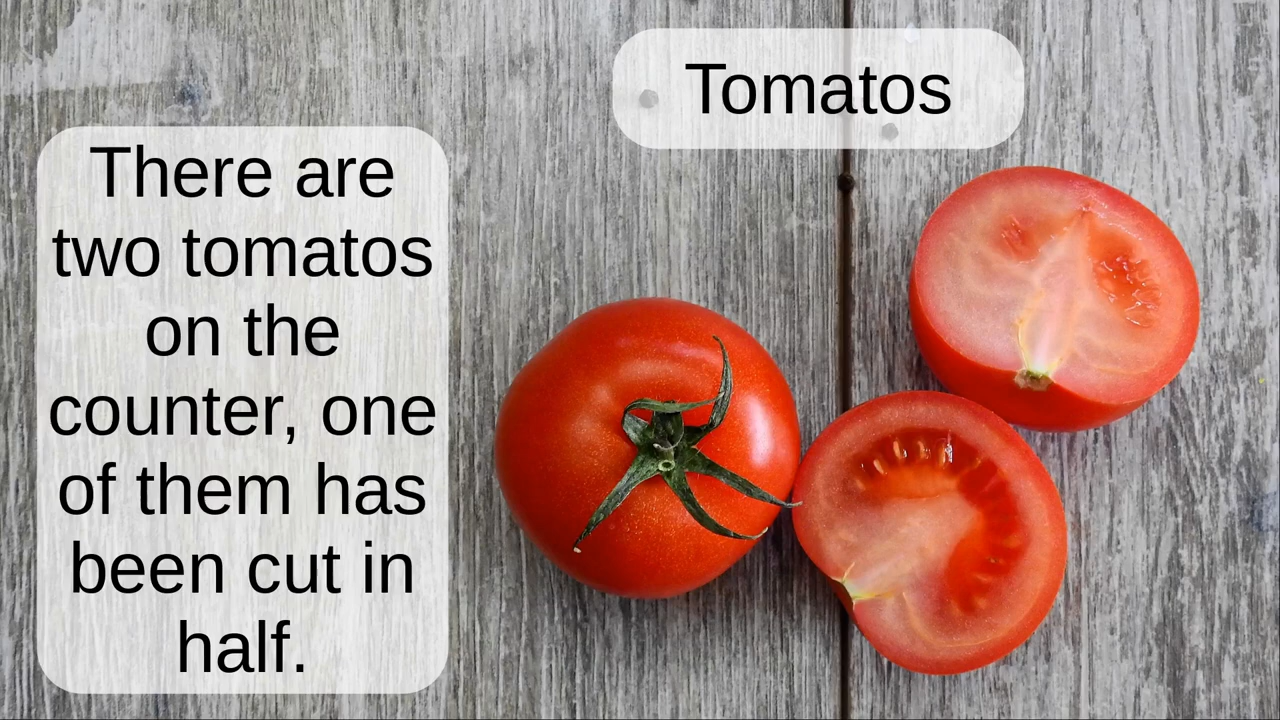 Tomatos
There are
two tomatos
on the
counter, one
of them has
been cut in
half.